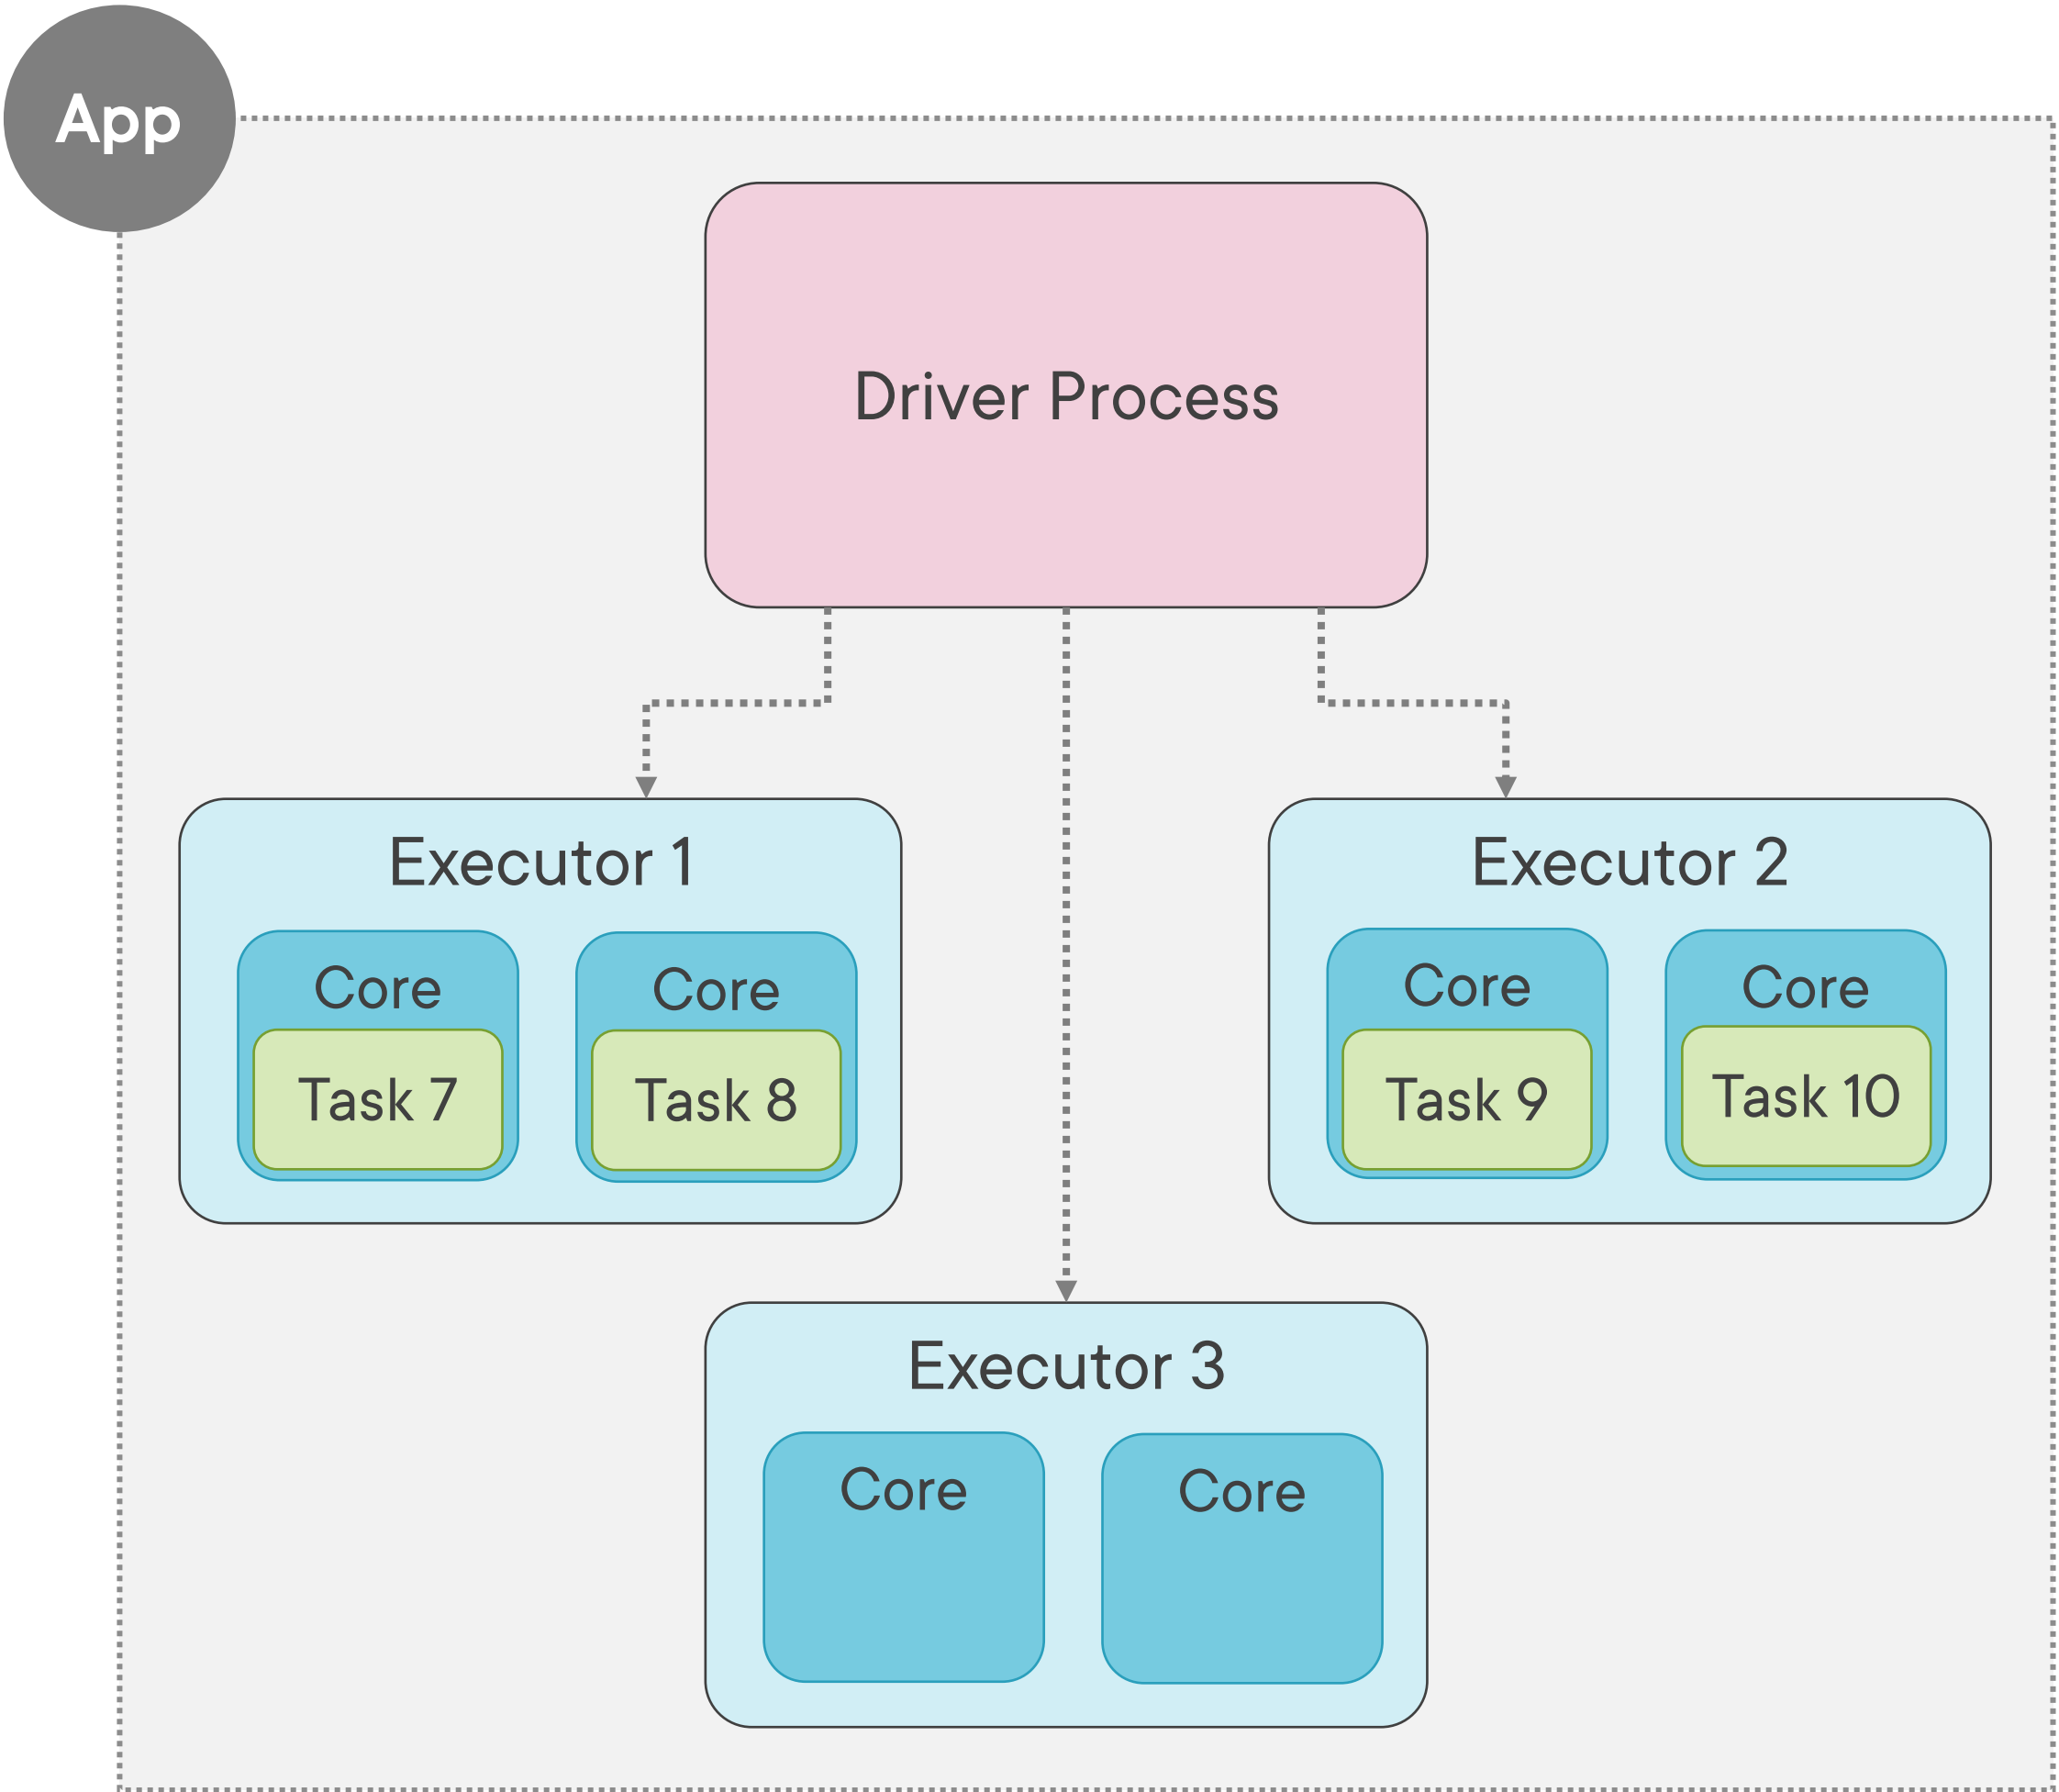 App
Driver Process
Executor 1
Core
Task 7
Core
Task 8
Executor 2
Core
Task 9
Core
Task 10
Executor 3
Core
Core